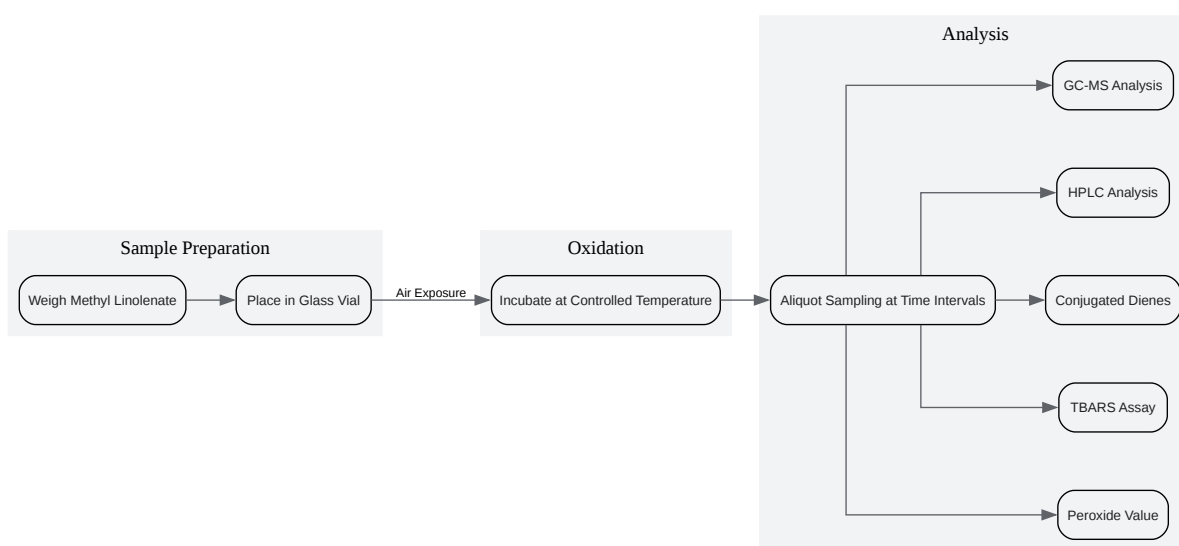 Sample Preparation
Weigh Methyl Linolenate
Place in Glass Vial
Air Exposure
Oxidation
Incubate at Controlled Temperature
Analysis
Aliquot Sampling at Time Intervals
GC-MS Analysis
HPLC Analysis
Conjugated Dienes
TBARS Assay
Peroxide Value